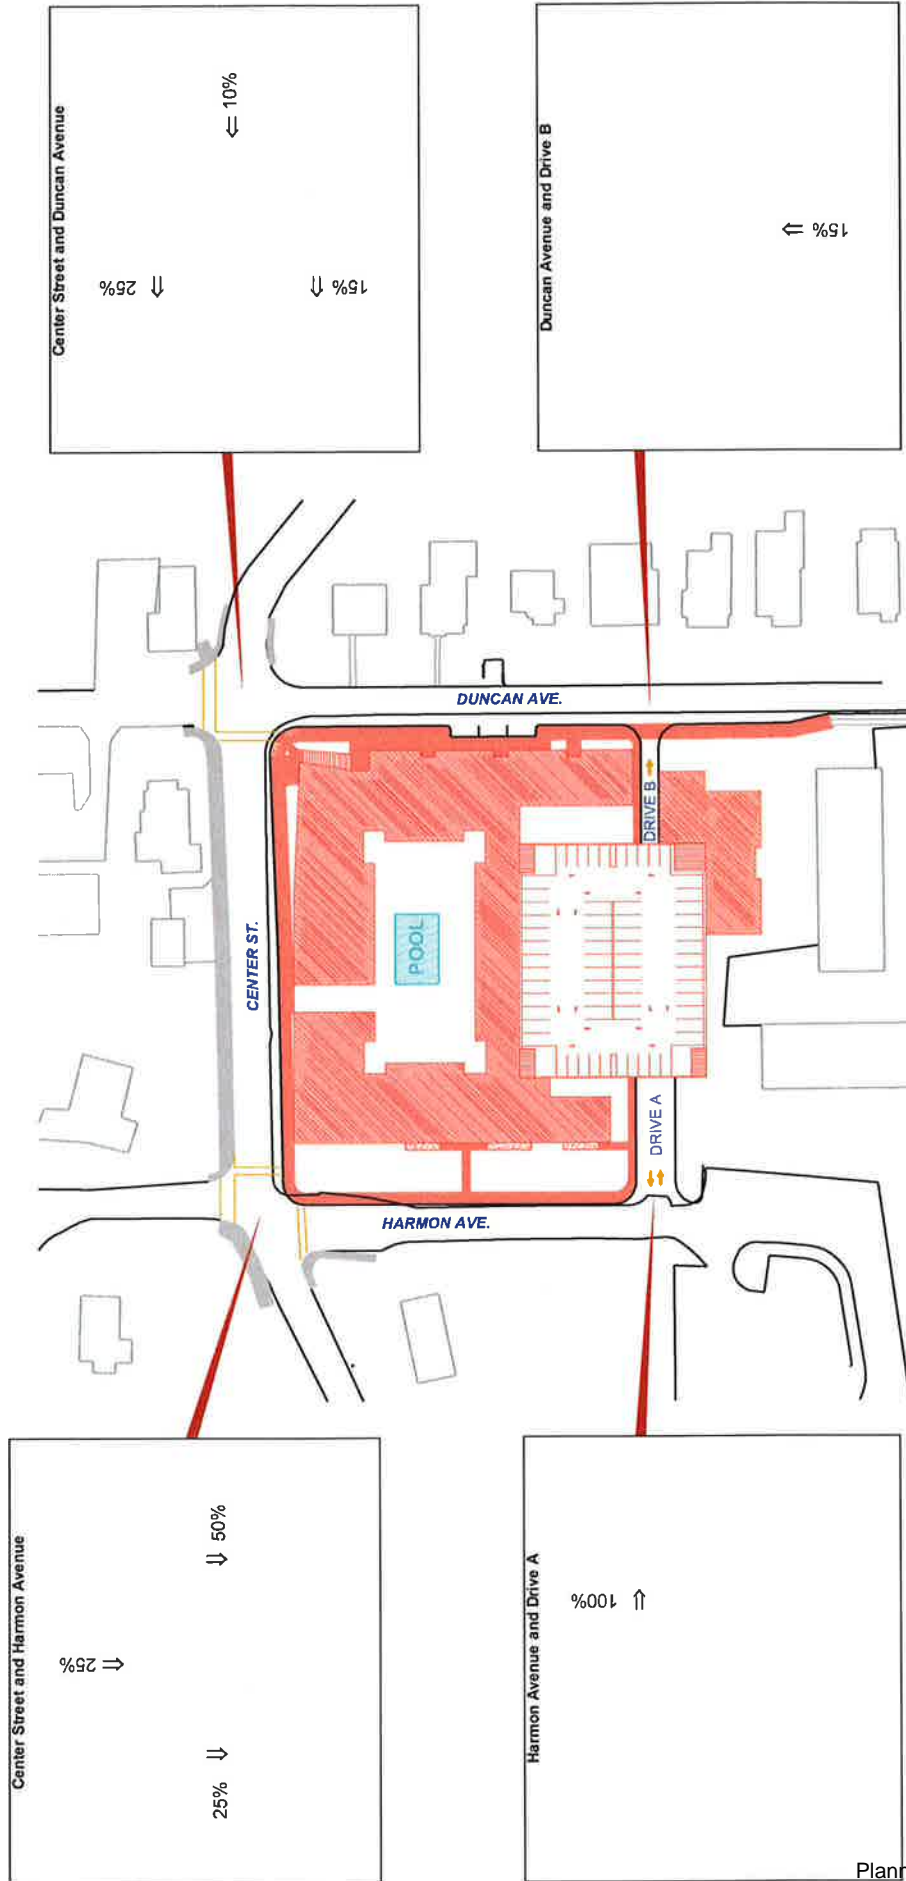 Center Street and Duncan Avenue
10%
25%
15%
Duncan Avenue and Drive B
15%
DUNCAN AVE.
CENTER ST.
DRIVE B
POOL
DRIVE A
HARMON AVE.
Center Street and Harmon Avenue
50%
25%
25%
Harmon Avenue and Drive A
100%
Plann